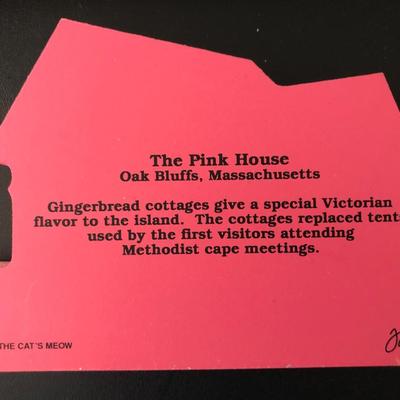 The Pink House
Oak Bluffs, Massachusetts
Gingerbread cottages give a special Victorian
flavor to the island. The cottages replaced tents
used by the first visitors attending
Methodist cape meetings.
THE CAT'S MEOW